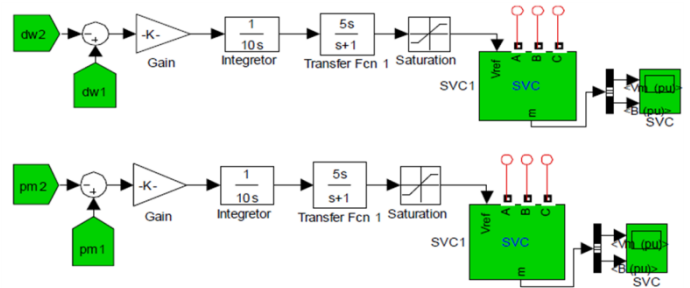 dw2
dw1
-K-
Gain
1
10s
Integretor
5s
s+1
Transfer Fcn 1
Saturation
Vref
A
B
C
SVC1
SVC
m
<Vm (pu)>
<B (pu)>
SVC
pm2
pm1
-K-
Gain
1
10s
Integretor
5s
s+1
Transfer Fcn 1
Saturation
Vref
A
B
C
SVC1
SVC
m
<Vm (pu)>
<B (pu)>
SVC